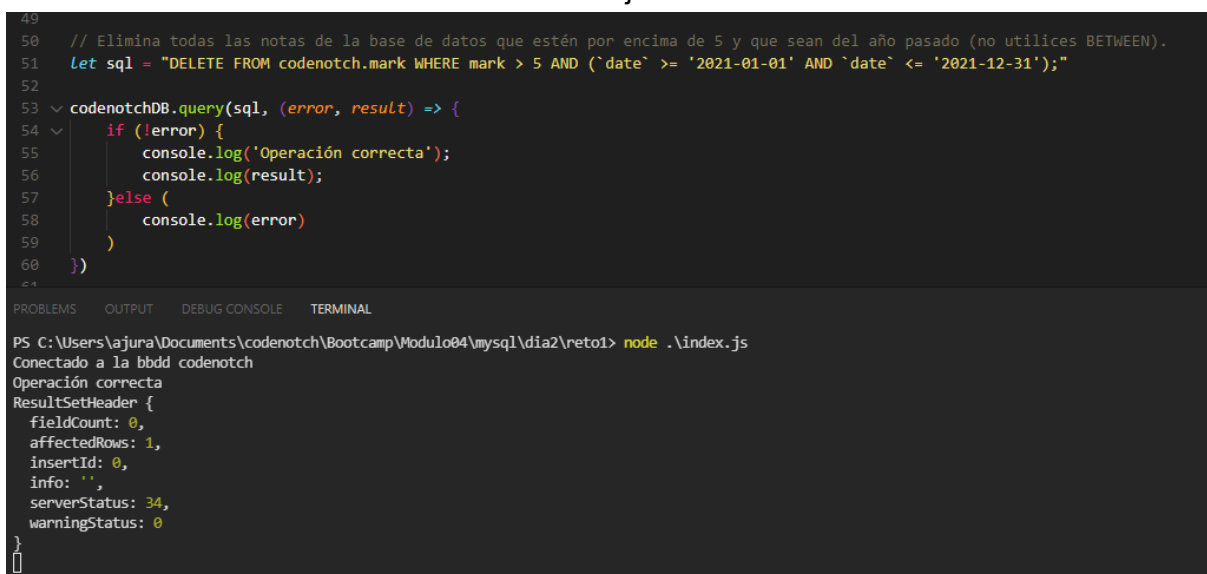 49
50 // Elimina todas las notas de la base de datos que estén por encima de 5 y que sean del año pasado (no utilices BETWEEN).
51 let sql = "DELETE FROM codenotch.mark WHERE mark > 5 AND (`date` >= '2021-01-01' AND `date` <= '2021-12-31');"
52
53 codenotchDB.query(sql, (error, result) => {
54 if (!error) {
55 console.log('Operación correcta');
56 console.log(result);
57 }else (
58 console.log(error)
59 )
60 })
61
PROBLEMS OUTPUT DEBUG CONSOLE TERMINAL
PS C:\Users\ajura\Documents\codenotch\Bootcamp\Modulo04\mysql\dia2\reto1> node .\index.js
Conectado a la bbdd codenotch
Operación correcta
ResultSetHeader {
fieldCount: 0,
affectedRows: 1,
insertId: 0,
info: '',
serverStatus: 34,
warningStatus: 0
}